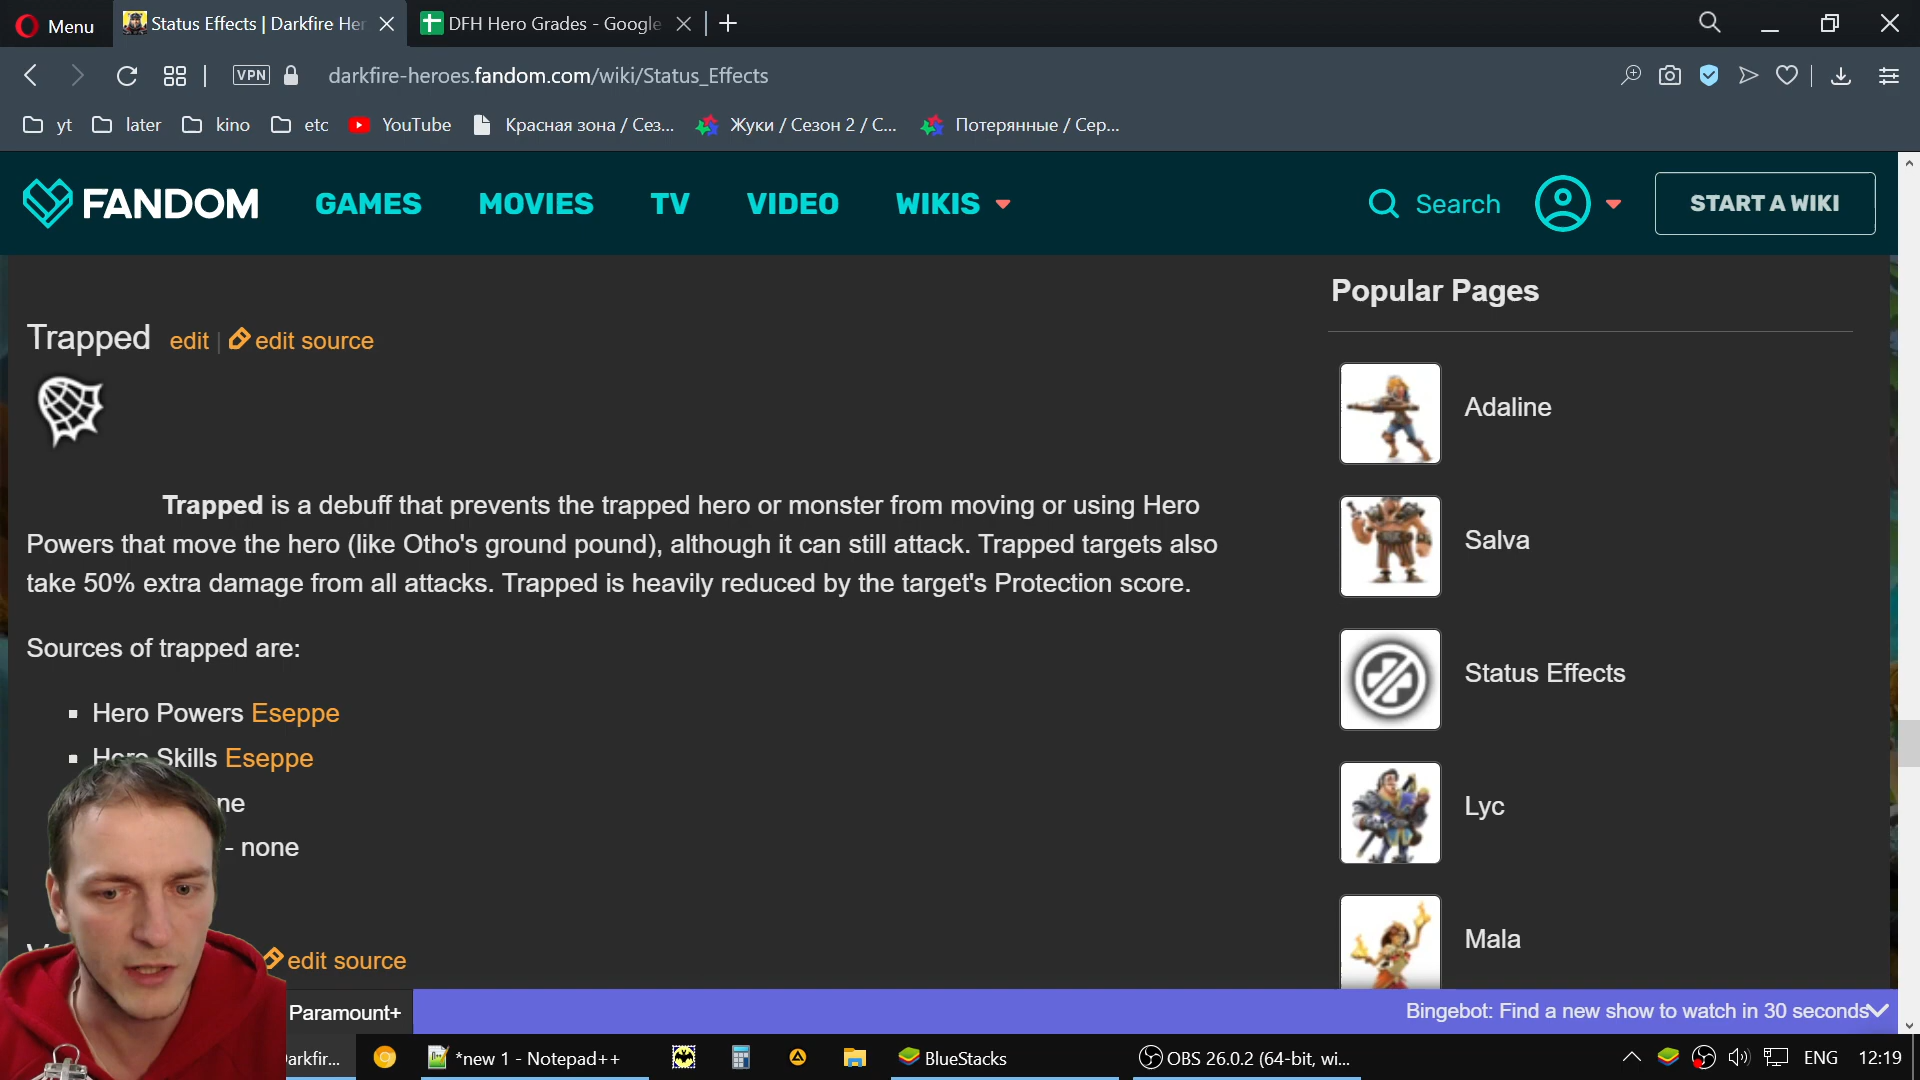 Menu
Status Effects | Darkfire Her
DFH Hero Grades - Google
VPN
darkfire-heroes.fandom.com/wiki/Status_Effects
yt
later
kino
etc
YouTube
Красная зона / Сез...
Жуки / Сезон 2 / С...
Потерянные / Сер...
FANDOM
GAMES
MOVIES
TV
VIDEO
WIKIS
Search
START A WIKI
Trapped edit | edit source
Trapped is a debuff that prevents the trapped hero or monster from moving or using Hero
Powers that move the hero (like Otho's ground pound), although it can still attack. Trapped targets also
take 50% extra damage from all attacks. Trapped is heavily reduced by the target's Protection score.
Sources of trapped are:
Hero Powers Eseppe
Hero Skills Eseppe
ne
- none
edit source
Popular Pages
Adaline
Salva
Status Effects
Lyc
Mala
Paramount+
Bingebot: Find a new show to watch in 30 seconds
arkfir...
*new 1 - Notepad++
BlueStacks
OBS 26.0.2 (64-bit, wi...
ENG
12:19